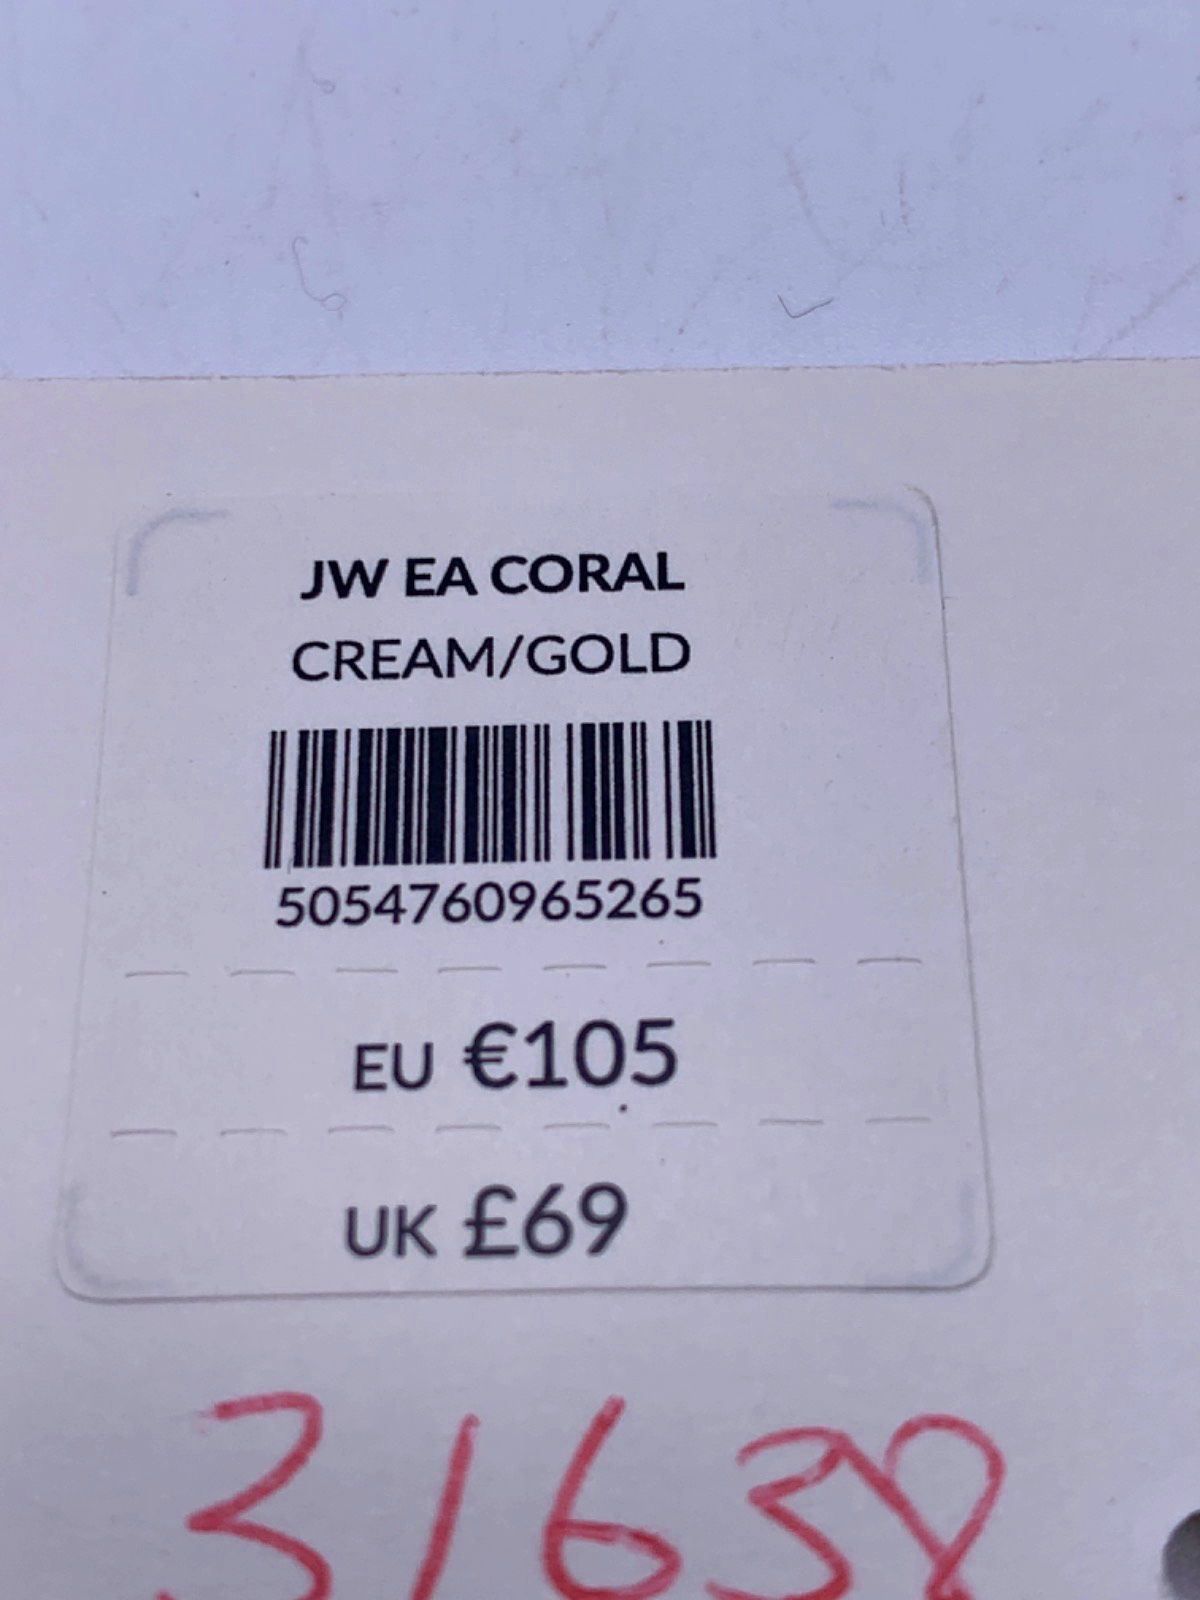 JW EA CORAL
CREAM/GOLD
5054760965265
EU €105
UK £69
31638